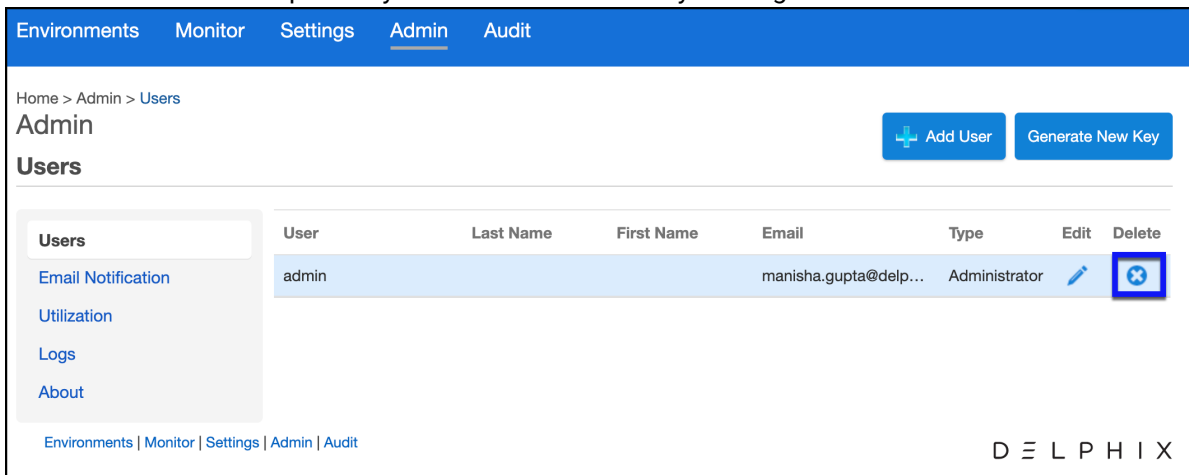 Environments Monitor Settings Admin Audit
Home > Admin > Users
Admin
Add User Generate New Key
Users
User Last Name First Name Email Type Edit Delete
Users
admin manisha.gupta@delp... Administrator
Email Notification
Utilization
Logs
About
Environments | Monitor | Settings | Admin | Audit
DELPHIX